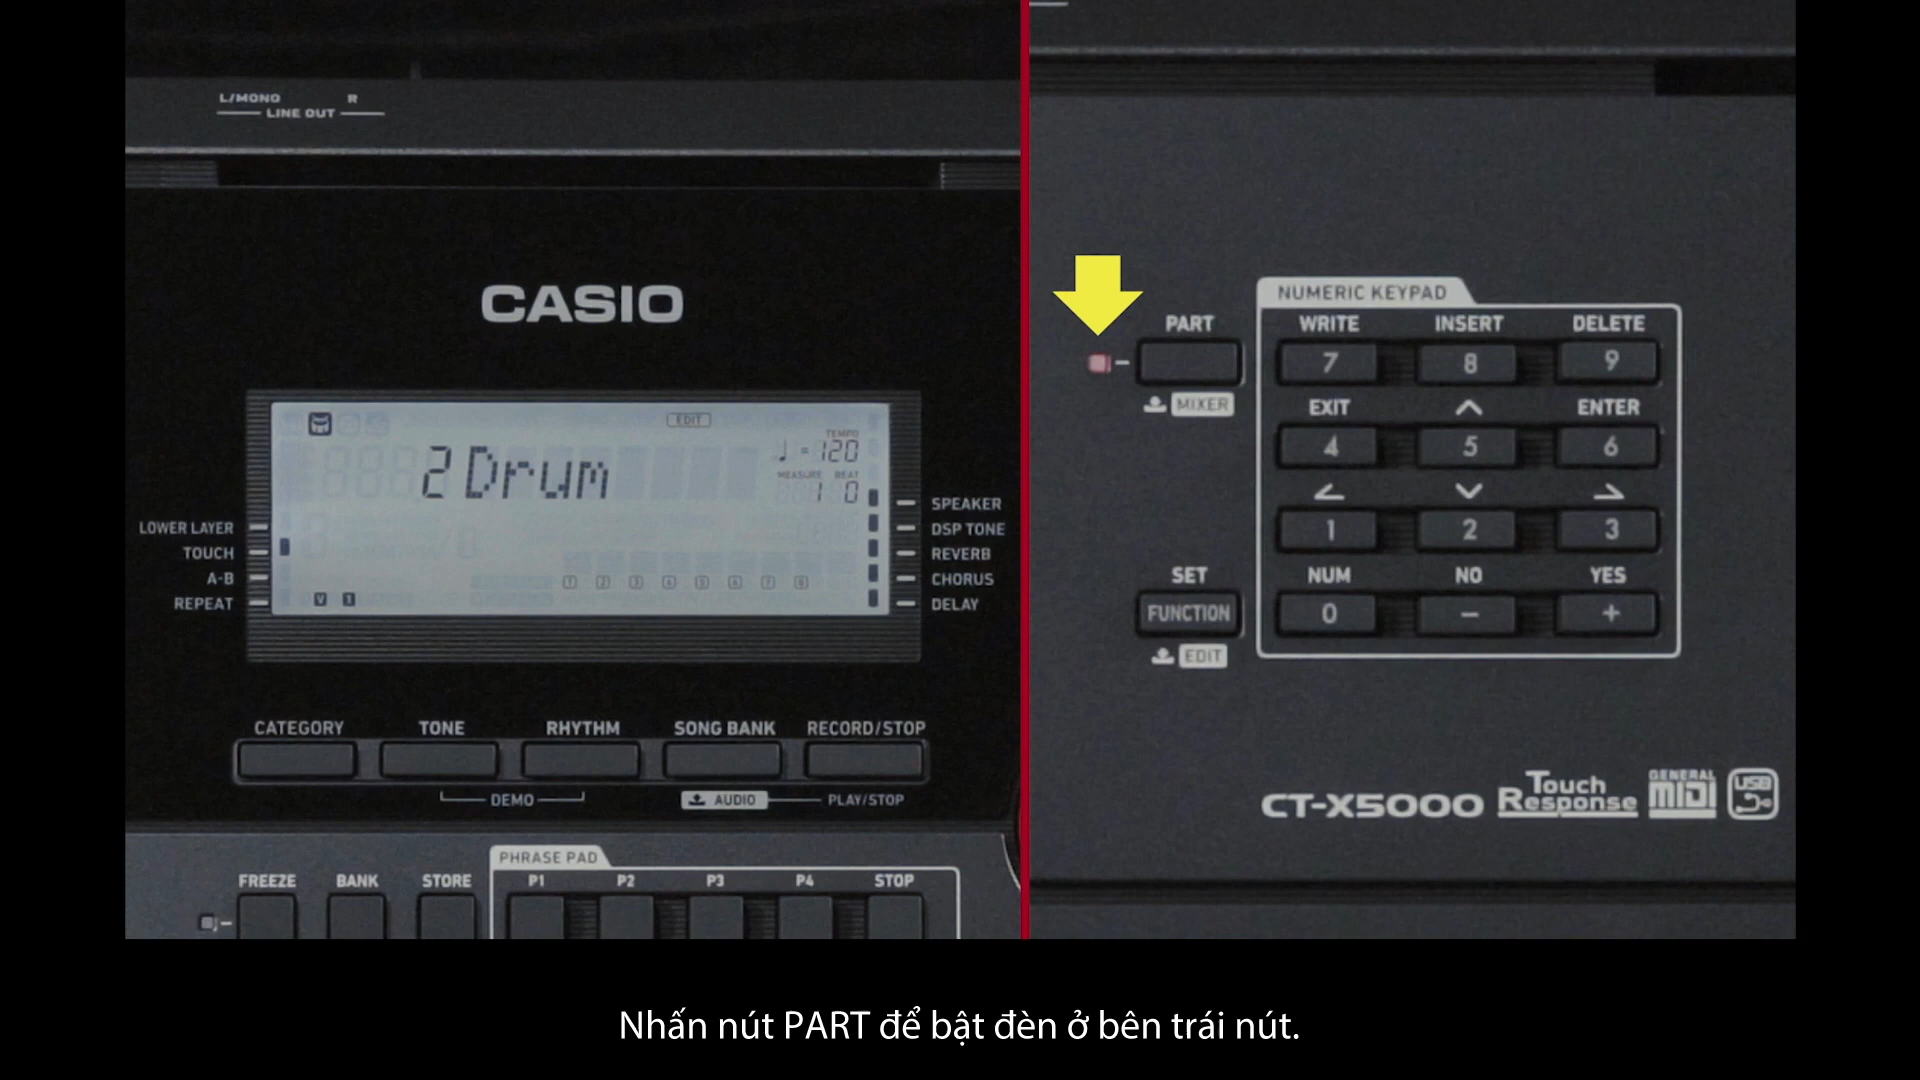 L/MONO R
LINE OUT
CASIO
EDIT
TEMPO
2 Drum
♩ = 120
MEASURE BEAT
1 0
LOWER LAYER
TOUCH
A-B
REPEAT
SPEAKER
DSP TONE
REVERB
CHORUS
DELAY
V 1
CATEGORY TONE RHYTHM SONG BANK RECORD/STOP
DEMO AUDIO PLAY/STOP
PHRASE PAD
FREEZE BANK STORE P1 P2 P3 P4 STOP
NUMERIC KEYPAD
PART WRITE INSERT DELETE
7 8 9
MIXER EXIT ENTER
4 5 6
1 2 3
SET NUM NO YES
FUNCTION 0 − +
EDIT
CT-X5000 Touch Response GENERAL MIDI USB
Nhấn nút PART để bật đèn ở bên trái nút.